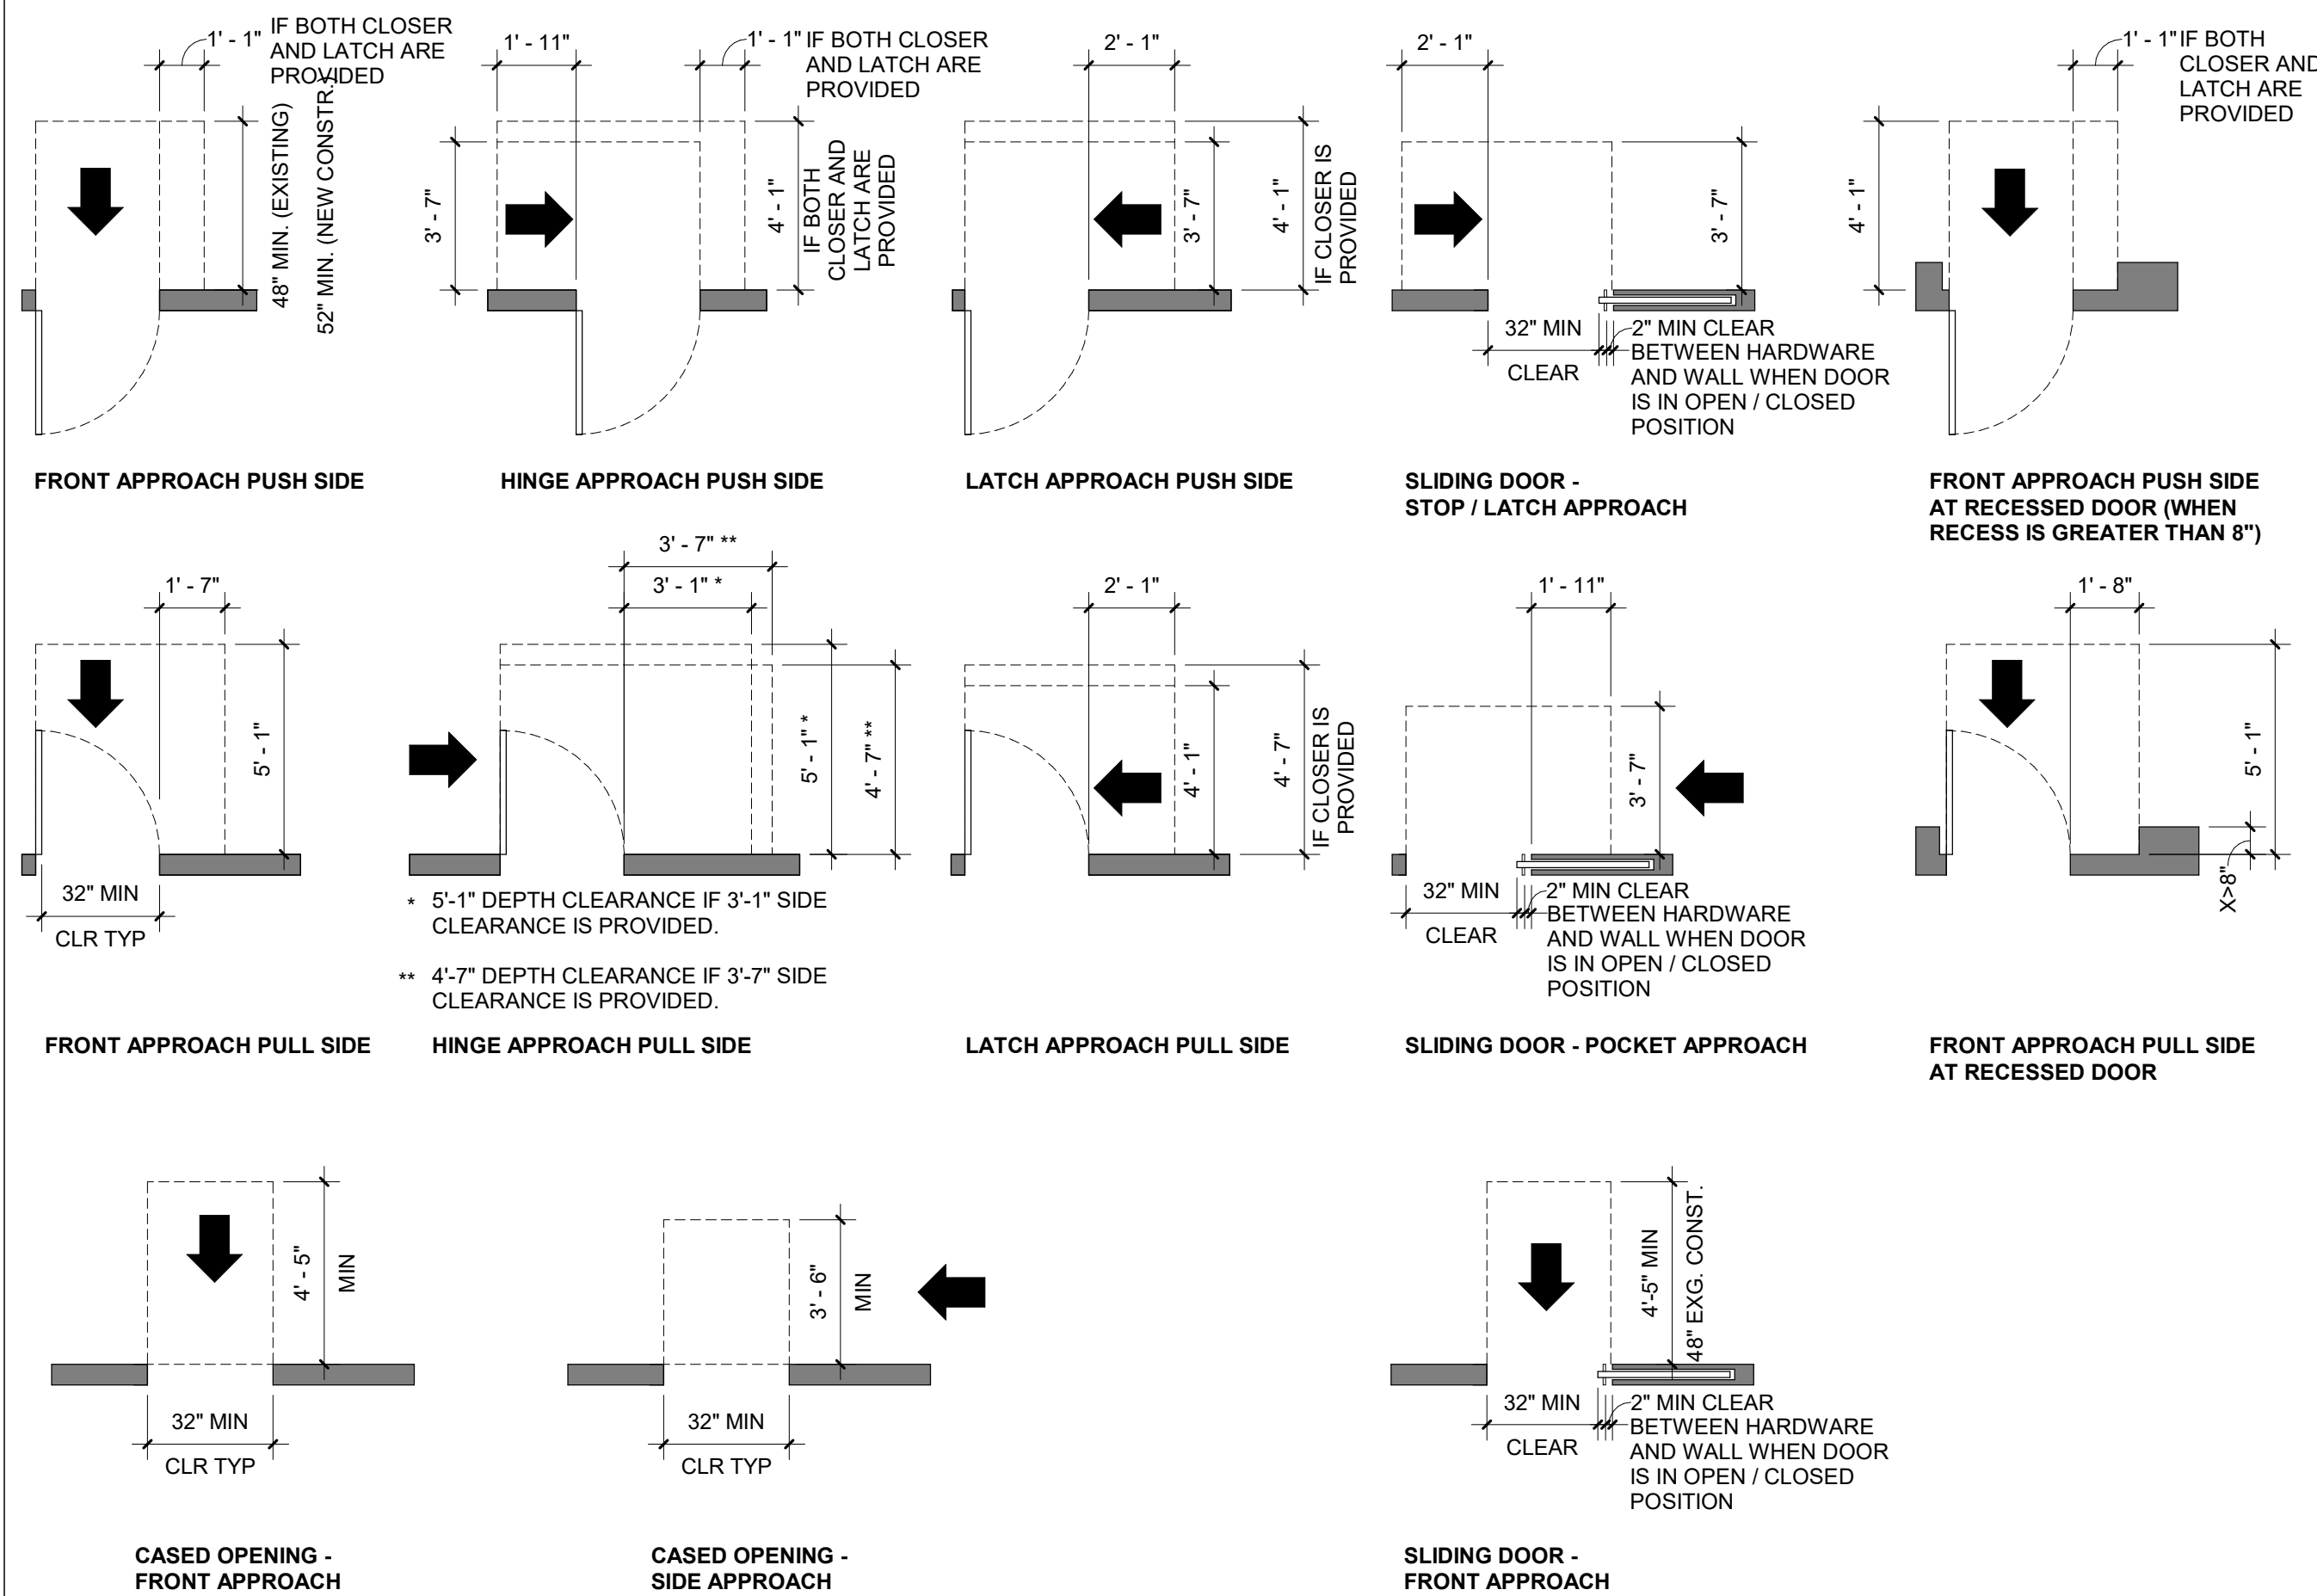 1' - 1"
IF BOTH CLOSER
AND LATCH ARE
PROVIDED
48" MIN. (EXISTING)
52" MIN. (NEW CONSTR.)
FRONT APPROACH PUSH SIDE
1' - 11"
1' - 1"
IF BOTH CLOSER
AND LATCH ARE
PROVIDED
3' - 7"
4' - 1"
IF BOTH
CLOSER AND
LATCH ARE
PROVIDED
HINGE APPROACH PUSH SIDE
2' - 1"
3' - 7"
4' - 1"
IF CLOSER IS
PROVIDED
LATCH APPROACH PUSH SIDE
2' - 1"
3' - 7"
32" MIN
CLEAR
2" MIN CLEAR
BETWEEN HARDWARE
AND WALL WHEN DOOR
IS IN OPEN / CLOSED
POSITION
SLIDING DOOR -
STOP / LATCH APPROACH
1' - 1"
IF BOTH
CLOSER AND
LATCH ARE
PROVIDED
4' - 1"
FRONT APPROACH PUSH SIDE
AT RECESSED DOOR (WHEN
RECESS IS GREATER THAN 8")
1' - 7"
5' - 1"
32" MIN
CLR TYP
FRONT APPROACH PULL SIDE
3' - 7" **
3' - 1" *
5' - 1" *
4' - 7" **
* 5'-1" DEPTH CLEARANCE IF 3'-1" SIDE
CLEARANCE IS PROVIDED.
** 4'-7" DEPTH CLEARANCE IF 3'-7" SIDE
CLEARANCE IS PROVIDED.
HINGE APPROACH PULL SIDE
2' - 1"
4' - 1"
4' - 7"
IF CLOSER IS
PROVIDED
LATCH APPROACH PULL SIDE
1' - 11"
3' - 7"
32" MIN
CLEAR
2" MIN CLEAR
BETWEEN HARDWARE
AND WALL WHEN DOOR
IS IN OPEN / CLOSED
POSITION
SLIDING DOOR - POCKET APPROACH
1' - 8"
5' - 1"
X>8"
FRONT APPROACH PULL SIDE
AT RECESSED DOOR
4' - 5"
MIN
32" MIN
CLR TYP
CASED OPENING -
FRONT APPROACH
3' - 6"
MIN
32" MIN
CLR TYP
CASED OPENING -
SIDE APPROACH
4'-5" MIN
48" EXG. CONST.
32" MIN
CLEAR
2" MIN CLEAR
BETWEEN HARDWARE
AND WALL WHEN DOOR
IS IN OPEN / CLOSED
POSITION
SLIDING DOOR -
FRONT APPROACH